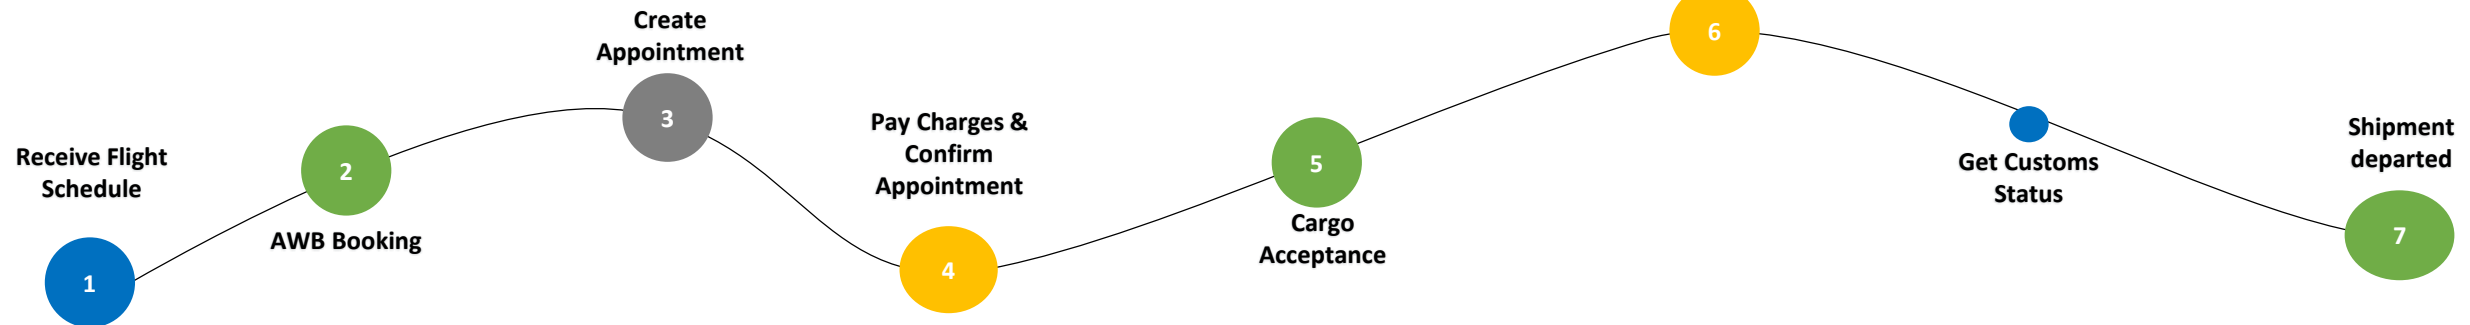 Receive Flight
Schedule
1
2
AWB Booking
Create
Appointment
3
Pay Charges &
Confirm
Appointment
4
5
Cargo
Acceptance
6
Get Customs
Status
Shipment
departed
7